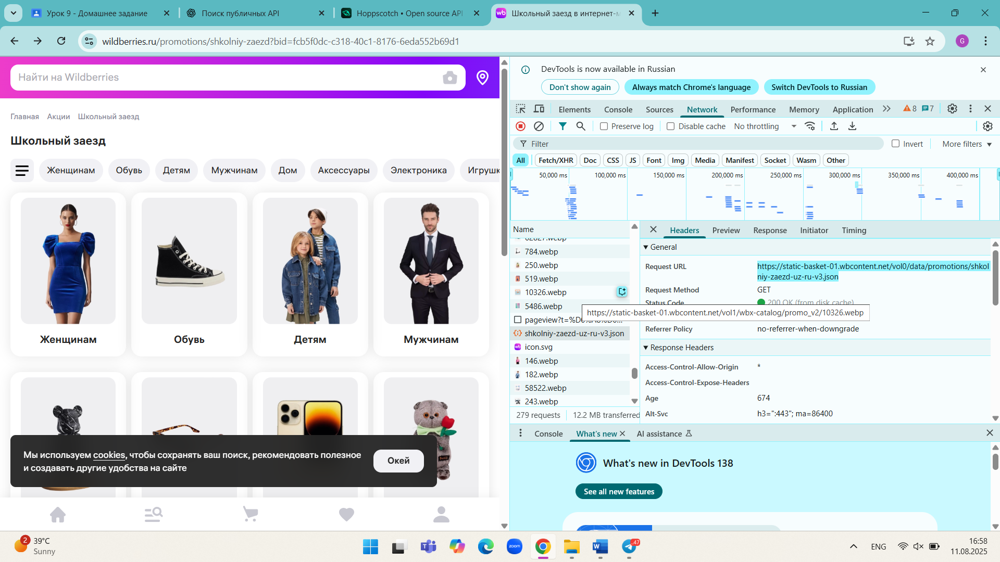 Урок 9 - Домашнее задание
Поиск публичных API
Hoppscotch • Open source API
Школьный заезд в интернет-м
wildberries.ru/promotions/shkolniy-zaezd?bid=fcb5f0dc-c318-40c1-8176-6eda552b69d1
G
Найти на Wildberries
Главная Акции Школьный заезд
Школьный заезд
Женщинам Обувь Детям Мужчинам Дом Аксессуары Электроника Игрушк
Женщинам Обувь Детям Мужчинам
Мы используем cookies, чтобы сохранять ваш поиск, рекомендовать полезное
и создавать другие удобства на сайте
Окей
DevTools is now available in Russian
Don't show again Always match Chrome's language Switch DevTools to Russian
Elements Console Sources Network Performance Memory Application 8 7
Preserve log Disable cache No throttling
Filter Invert More filters
All Fetch/XHR Doc CSS JS Font Img Media Manifest Socket Wasm Other
50,000 ms 100,000 ms 150,000 ms 200,000 ms 250,000 ms 300,000 ms 350,000 ms 400,000 ms
Name
62827.webp
784.webp
250.webp
519.webp
10326.webp
5486.webp
pageview?t=%D0%A8%D0...
shkolniy-zaezd-uz-ru-v3.json
icon.svg
146.webp
182.webp
58522.webp
243.webp
279 requests 12.2 MB transferred
Headers Preview Response Initiator Timing
General
Request URL https://static-basket-01.wbcontent.net/vol0/data/promotions/shkol
niy-zaezd-uz-ru-v3.json
Request Method GET
Status Code 200 OK (from disk cache)
https://static-basket-01.wbcontent.net/vol1/wbx-catalog/promo_v2/10326.webp
Referrer Policy no-referrer-when-downgrade
Response Headers
Access-Control-Allow-Origin *
Access-Control-Expose-Headers
Age 674
Alt-Svc h3=":443"; ma=86400
Console What's new AI assistance
What's new in DevTools 138
See all new features
2
39°C
Sunny
zoom
47
ENG
16:58
11.08.2025